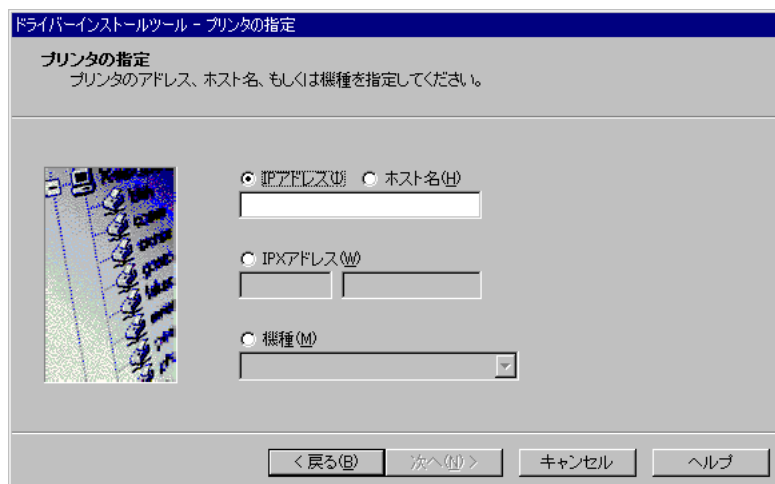 ドライバーインストールツール - プリンタの指定
プリンタの指定
プリンタのアドレス、ホスト名、もしくは機種を指定してください。
IPアドレス(I) ホスト名(H)
IPXアドレス(W)
機種(M)
< 戻る(B) 次へ(N) > キャンセル ヘルプ